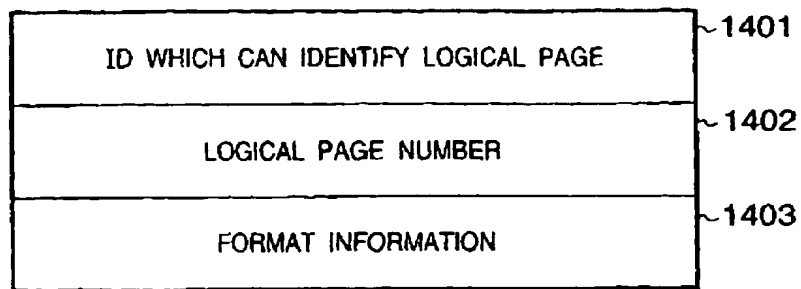 1401
ID WHICH CAN IDENTIFY LOGICAL PAGE
1402
LOGICAL PAGE NUMBER
1403
FORMAT INFORMATION